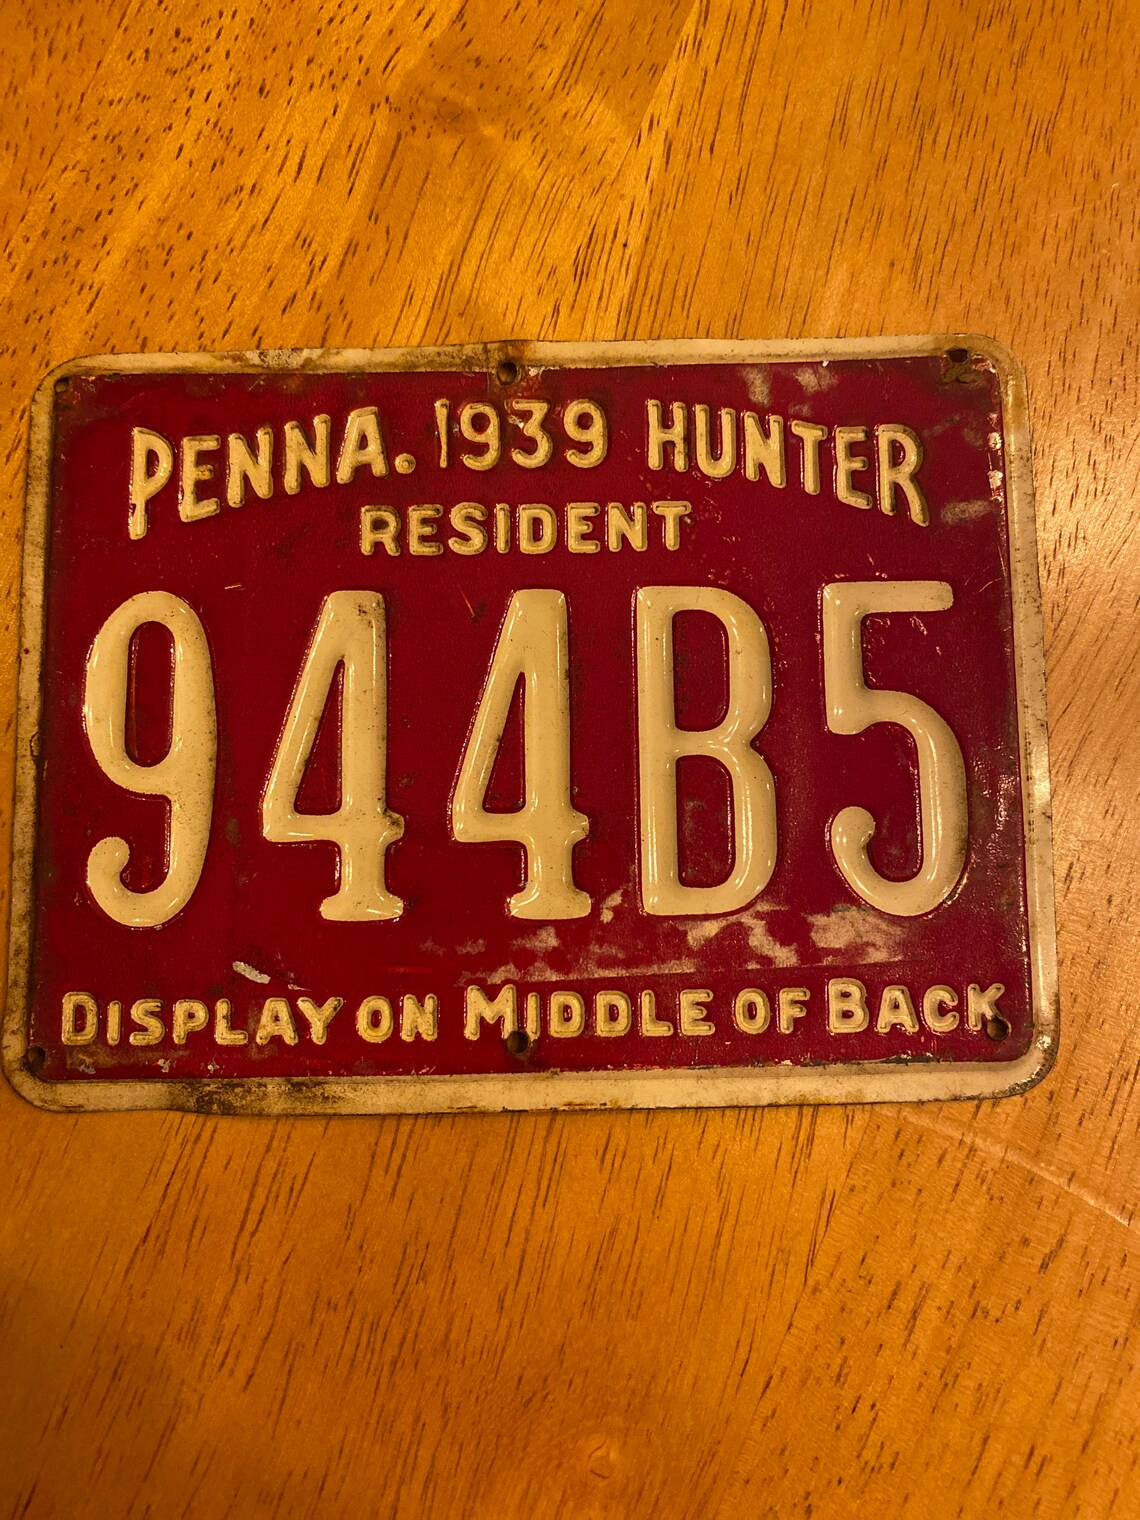 PENNA. 1939 HUNTER
RESIDENT
944B5
DISPLAY ON MIDDLE OF BACK